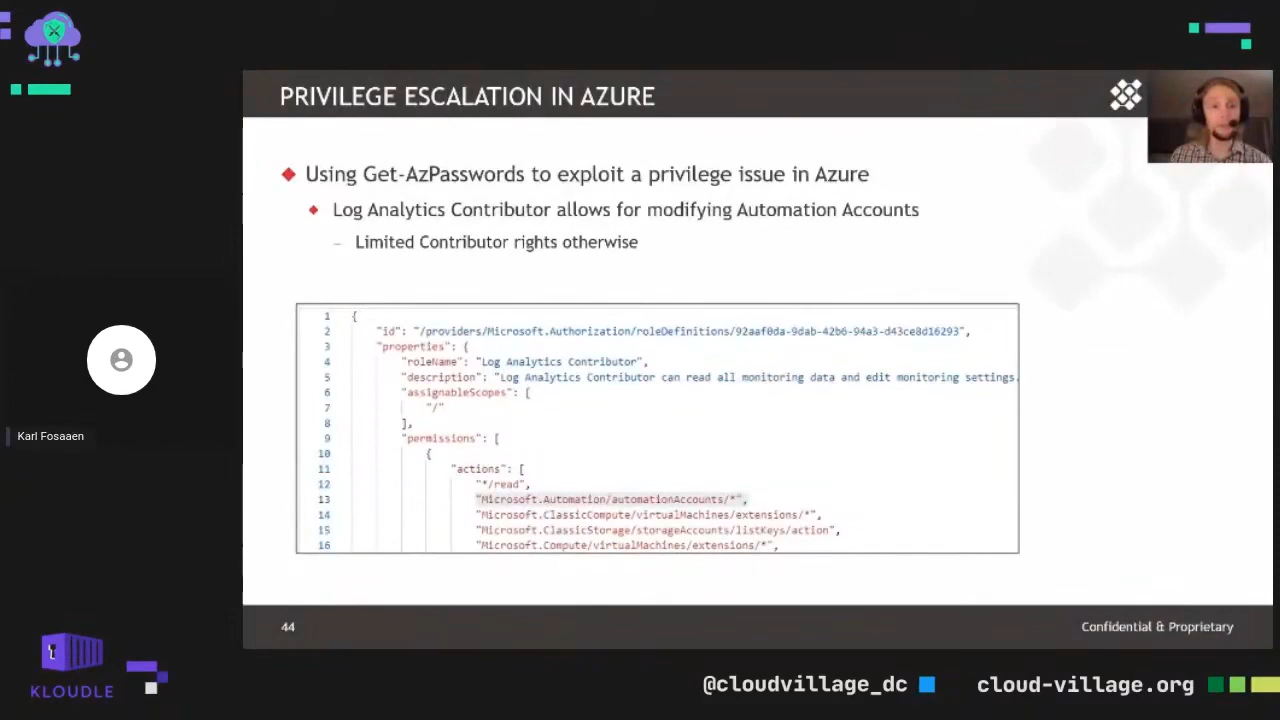 PRIVILEGE ESCALATION IN AZURE
Using Get-AzPasswords to exploit a privilege issue in Azure
Log Analytics Contributor allows for modifying Automation Accounts
– Limited Contributor rights otherwise
1 {
2 "id": "/providers/Microsoft.Authorization/roleDefinitions/92aaf0da-9dab-42b6-94a3-d43ce8d16293",
3 "properties": {
4 "roleName": "Log Analytics Contributor",
5 "description": "Log Analytics Contributor can read all monitoring data and edit monitoring settings.
6 "assignableScopes": [
7 "/"
8 ],
9 "permissions": [
10 {
11 "actions": [
12 "*/read",
13 "Microsoft.Automation/automationAccounts/*",
14 "Microsoft.ClassicCompute/virtualMachines/extensions/*",
15 "Microsoft.ClassicStorage/storageAccounts/listKeys/action",
16 "Microsoft.Compute/virtualMachines/extensions/*",
Karl Fosaaen
44
Confidential & Proprietary
KLOUDLE
@cloudvillage_dc
cloud-village.org